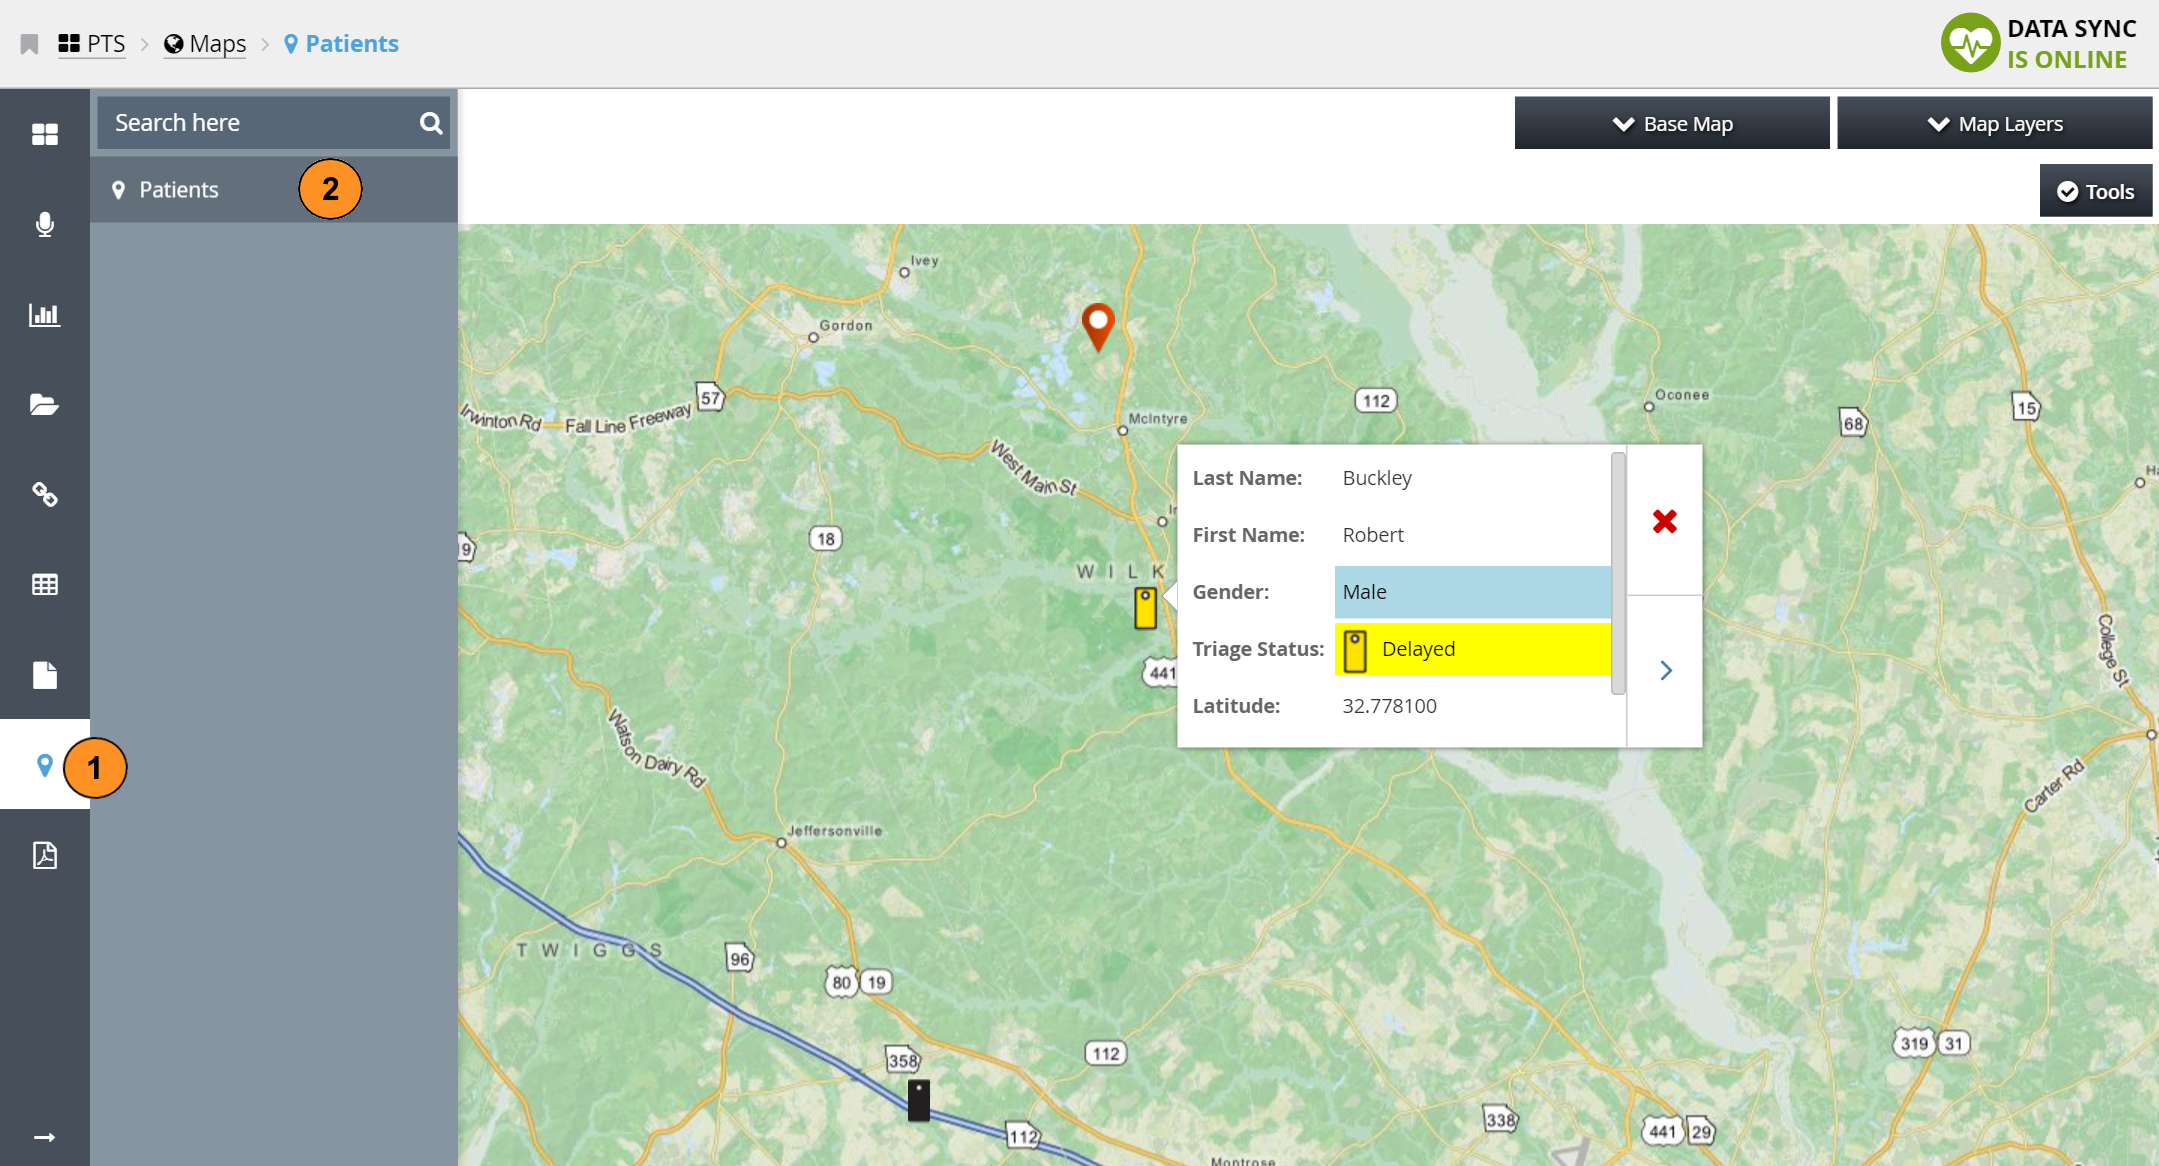 PTS
Maps
Patients
DATA SYNC
IS ONLINE
Search here
Base Map
Map Layers
Patients
2
Tools
Ivey
Gordon
57
Irwinton Rd
Fall Line Freeway
McIntyre
112
Oconee
68
15
West Main St
18
WILK
441
Last Name: Buckley
First Name: Robert
Gender: Male
Triage Status: Delayed
Latitude: 32.778100
College St
Watson Dairy Rd
Carter Rd
1
Jeffersonville
TWIGGS
96
80
19
358
112
112
319
31
338
441
29
Montrose